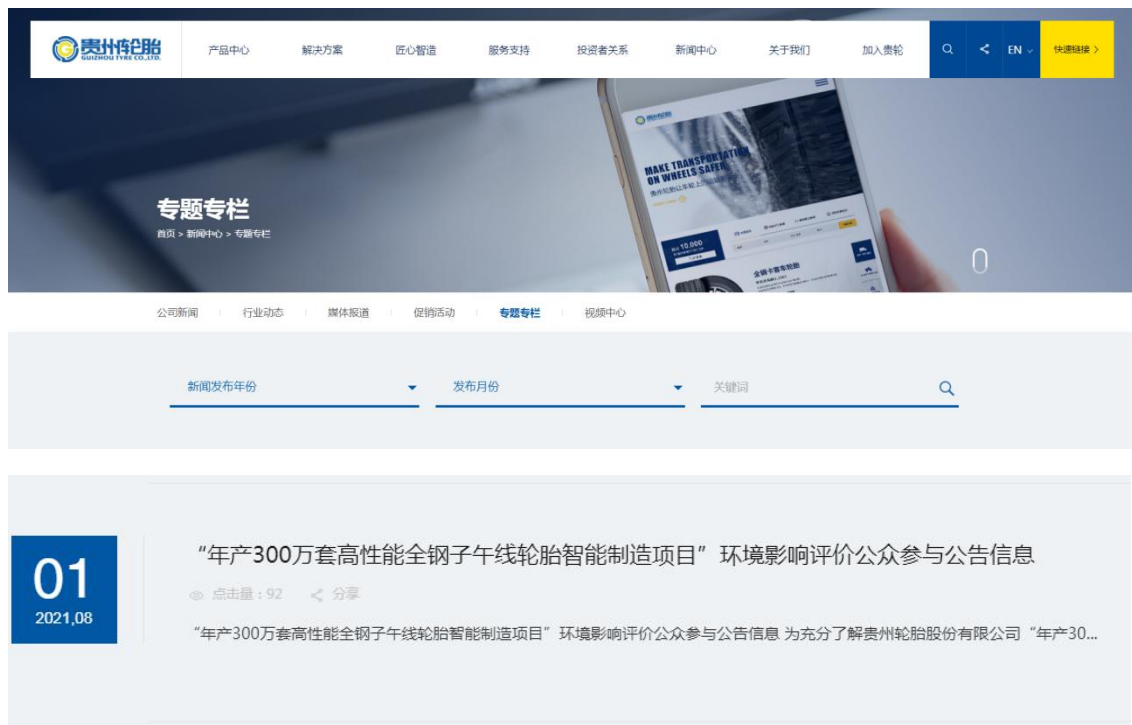 贵州轮胎
GUIZHOU TYRE CO.,LTD.
产品中心 解决方案 匠心智造 服务支持 投资者关系 新闻中心 关于我们 加入贵轮 EN 快速链接 >
贵州轮胎
MAKE TRANSPORTATION
ON WHEELS SAFER
超过 10,000
全钢卡客车轮胎
专题专栏
首页 > 新闻中心 > 专题专栏
公司新闻 行业动态 媒体报道 促销活动 专题专栏 视频中心
新闻发布年份 发布月份 关键词
01
2021,08
“年产300万套高性能全钢子午线轮胎智能制造项目”环境影响评价公众参与公告信息
点击量：92 分享
“年产300万套高性能全钢子午线轮胎智能制造项目”环境影响评价公众参与公告信息 为充分了解贵州轮胎股份有限公司“年产30...